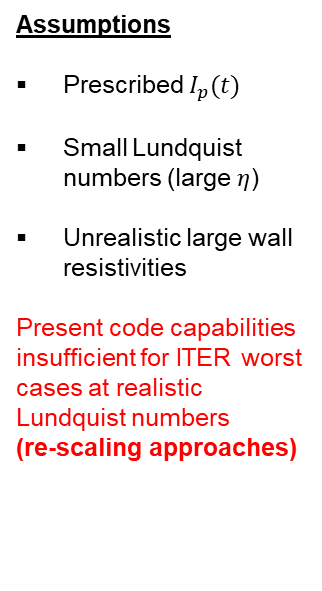 Assumptions
▪ Prescribed I_p(t)
▪ Small Lundquist
numbers (large η)
▪ Unrealistic large wall
resistivities
Present code capabilities
insufficient for ITER worst
cases at realistic
Lundquist numbers
(re-scaling approaches)